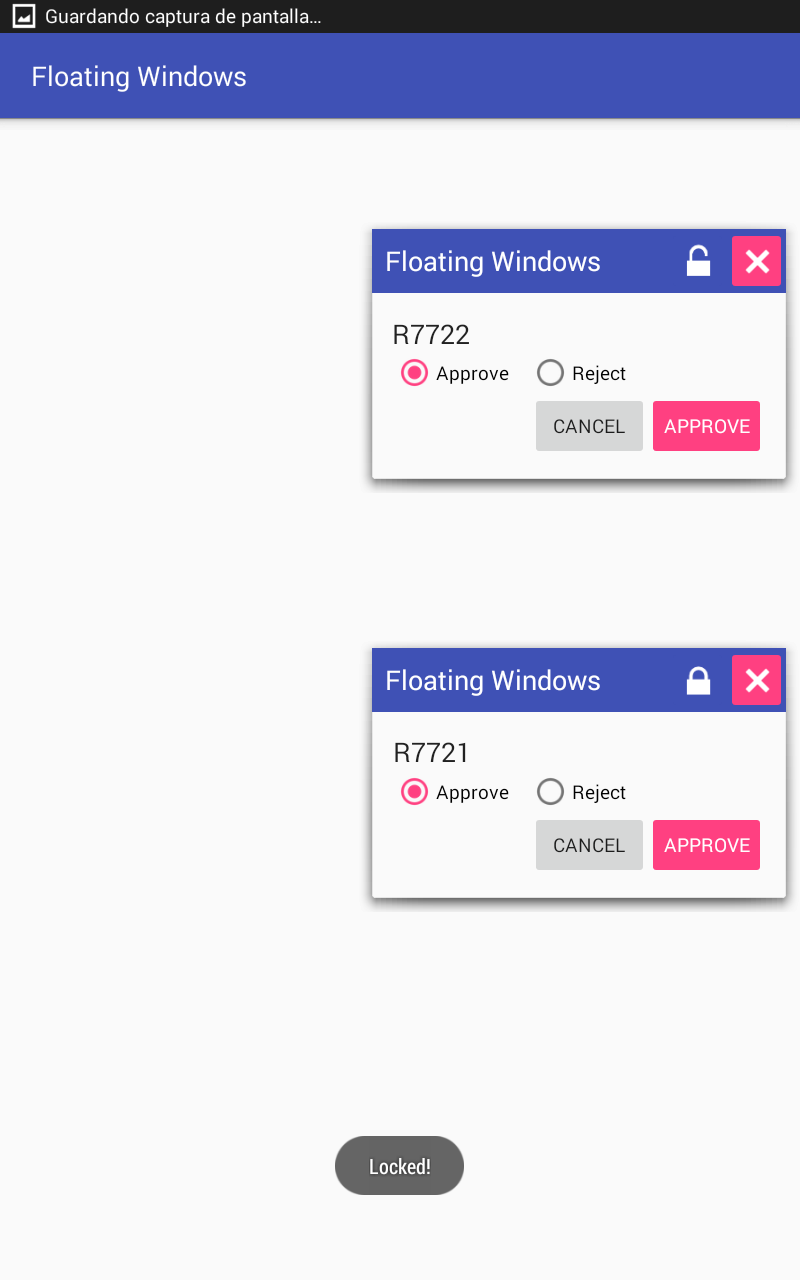 Guardando captura de pantalla…
Floating Windows
Floating Windows
R7722
Approve Reject
CANCEL APPROVE
Floating Windows
R7721
Approve Reject
CANCEL APPROVE
Locked!